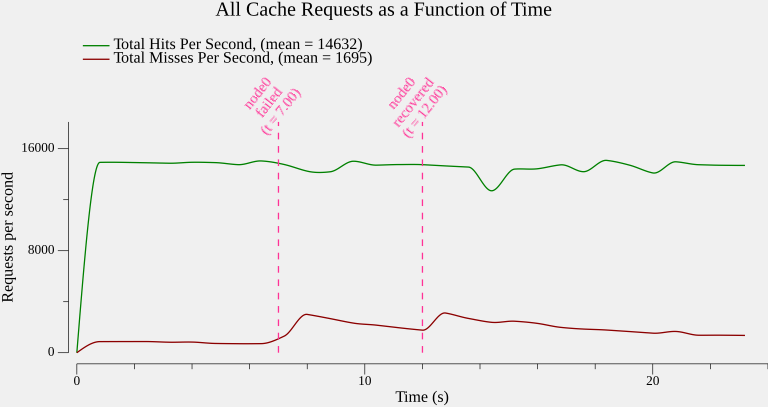 All Cache Requests as a Function of Time
Total Hits Per Second, (mean = 14632)
Total Misses Per Second, (mean = 1695)
node0
failed
(t = 7.00)
node0
recovered
(t = 12.00)
Requests per second
16000
8000
0
0
10
20
Time (s)